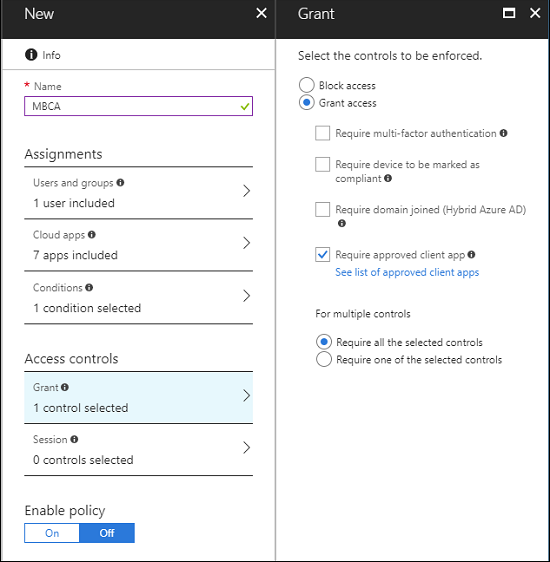 New
Info
* Name
MBCA
Assignments
Users and groups
1 user included
Cloud apps
7 apps included
Conditions
1 condition selected
Access controls
Grant
1 control selected
Session
0 controls selected
Enable policy
On Off
Grant
Select the controls to be enforced.
Block access
Grant access
Require multi-factor authentication
Require device to be marked as
compliant
Require domain joined (Hybrid Azure AD)
Require approved client app
See list of approved client apps
For multiple controls
Require all the selected controls
Require one of the selected controls